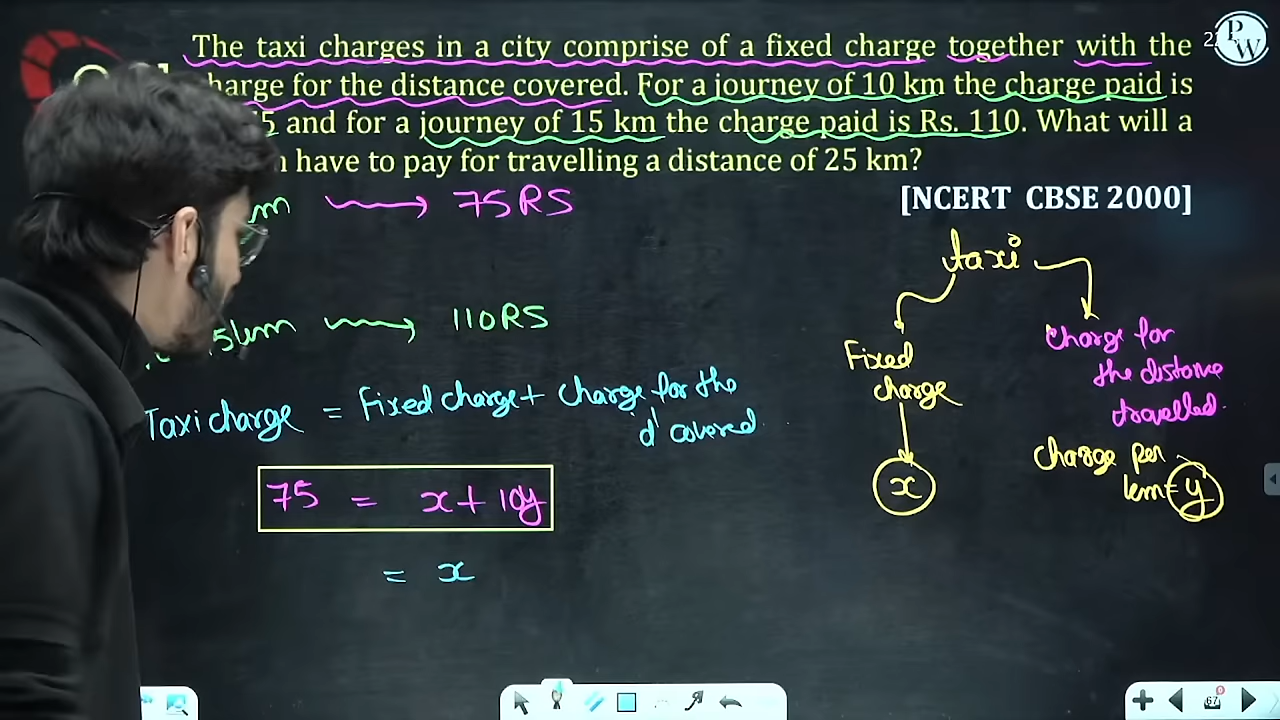 The taxi charges in a city comprise of a fixed charge together with the
harge for the distance covered. For a journey of 10 km the charge paid is
5 and for a journey of 15 km the charge paid is Rs. 110. What will a
n have to pay for travelling a distance of 25 km?
[NCERT CBSE 2000]
m → 75RS
5km → 110RS
Taxi charge = Fixed charge + charge for the
'd' covered
75 = x + 10y
= x
taxi
Fixed
charge
x
Charge for
the distance
travelled.
Charge per
km = y
PW
67